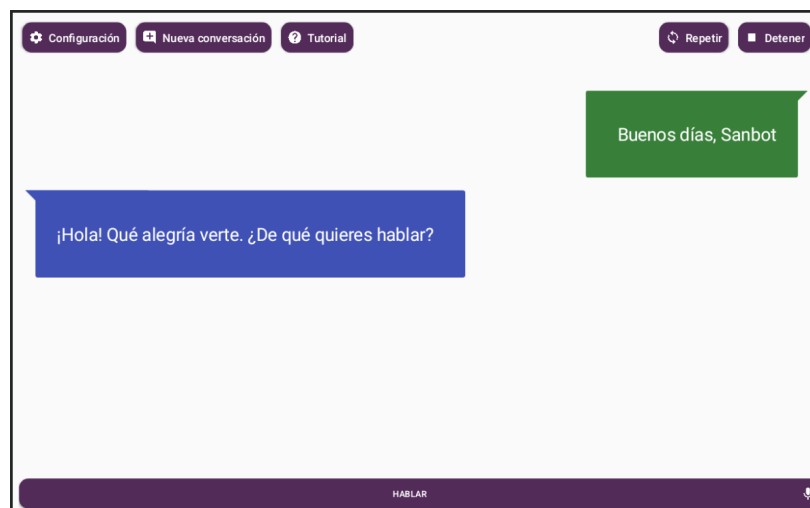 Configuración
Nueva conversación
Tutorial
Repetir
Detener
Buenos días, Sanbot
¡Hola! Qué alegría verte. ¿De qué quieres hablar?
HABLAR